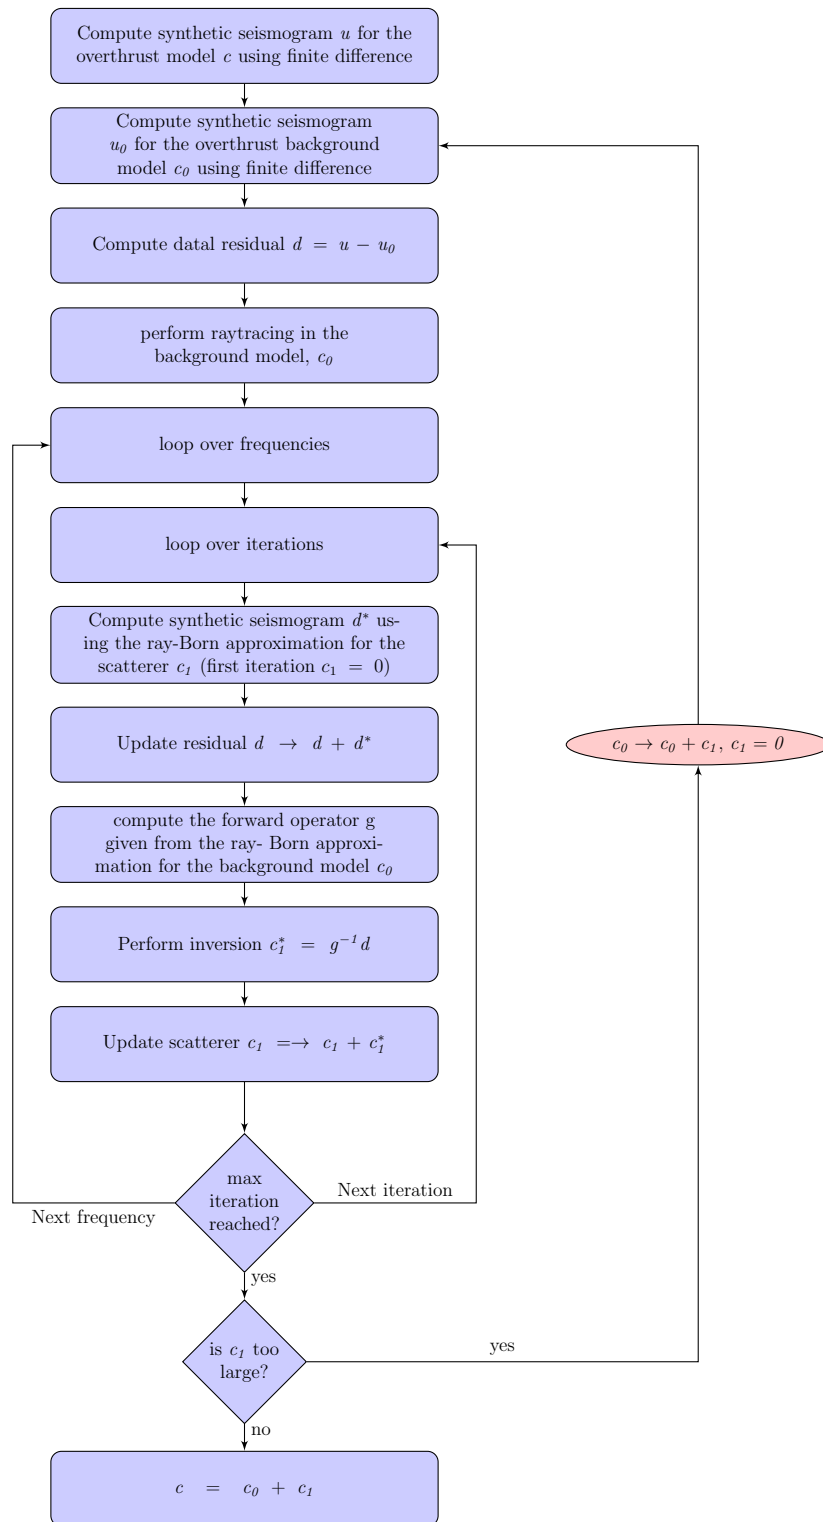 Compute synthetic seismogram u for the
overthrust model c using finite difference
Compute synthetic seismogram
u₀ for the overthrust background
model c₀ using finite difference
Compute datal residual d = u − u₀
perform raytracing in the
background model, c₀
loop over frequencies
loop over iterations
Compute synthetic seismogram d* us-
ing the ray-Born approximation for the
scatterer c₁ (first iteration c₁ = 0)
Update residual d → d + d*
c₀ → c₀ + c₁, c₁ = 0
compute the forward operator g
given from the ray- Born approxi-
mation for the background model c₀
Perform inversion c₁* = g⁻¹d
Update scatterer c₁ =→ c₁ + c₁*
max
iteration
reached?
Next iteration
Next frequency
yes
is c₁ too
large?
yes
no
c = c₀ + c₁